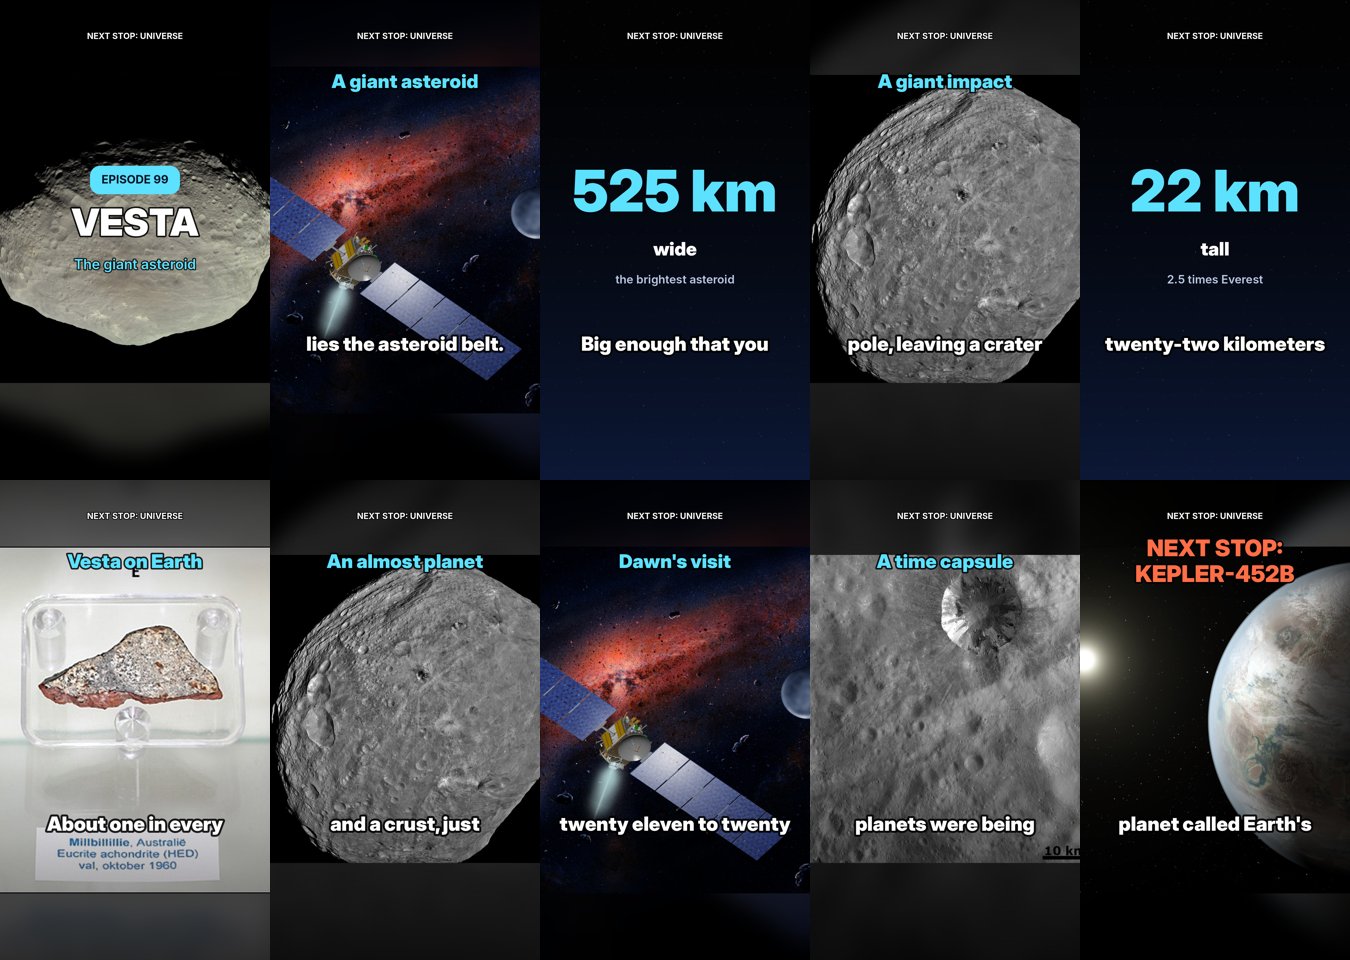 NEXT STOP: UNIVERSE
EPISODE 99
VESTA
The giant asteroid
NEXT STOP: UNIVERSE
A giant asteroid
lies the asteroid belt.
NEXT STOP: UNIVERSE
525 km
wide
the brightest asteroid
Big enough that you
NEXT STOP: UNIVERSE
A giant impact
pole, leaving a crater
NEXT STOP: UNIVERSE
22 km
tall
2.5 times Everest
twenty-two kilometers
NEXT STOP: UNIVERSE
Vesta on Earth
E
About one in every
Millbillillie, Australië
Eucrite achondrite (HED)
val, oktober 1960
NEXT STOP: UNIVERSE
An almost planet
and a crust, just
NEXT STOP: UNIVERSE
Dawn's visit
twenty eleven to twenty
NEXT STOP: UNIVERSE
A time capsule
planets were being
10 km
NEXT STOP: UNIVERSE
NEXT STOP:
KEPLER-452B
planet called Earth's